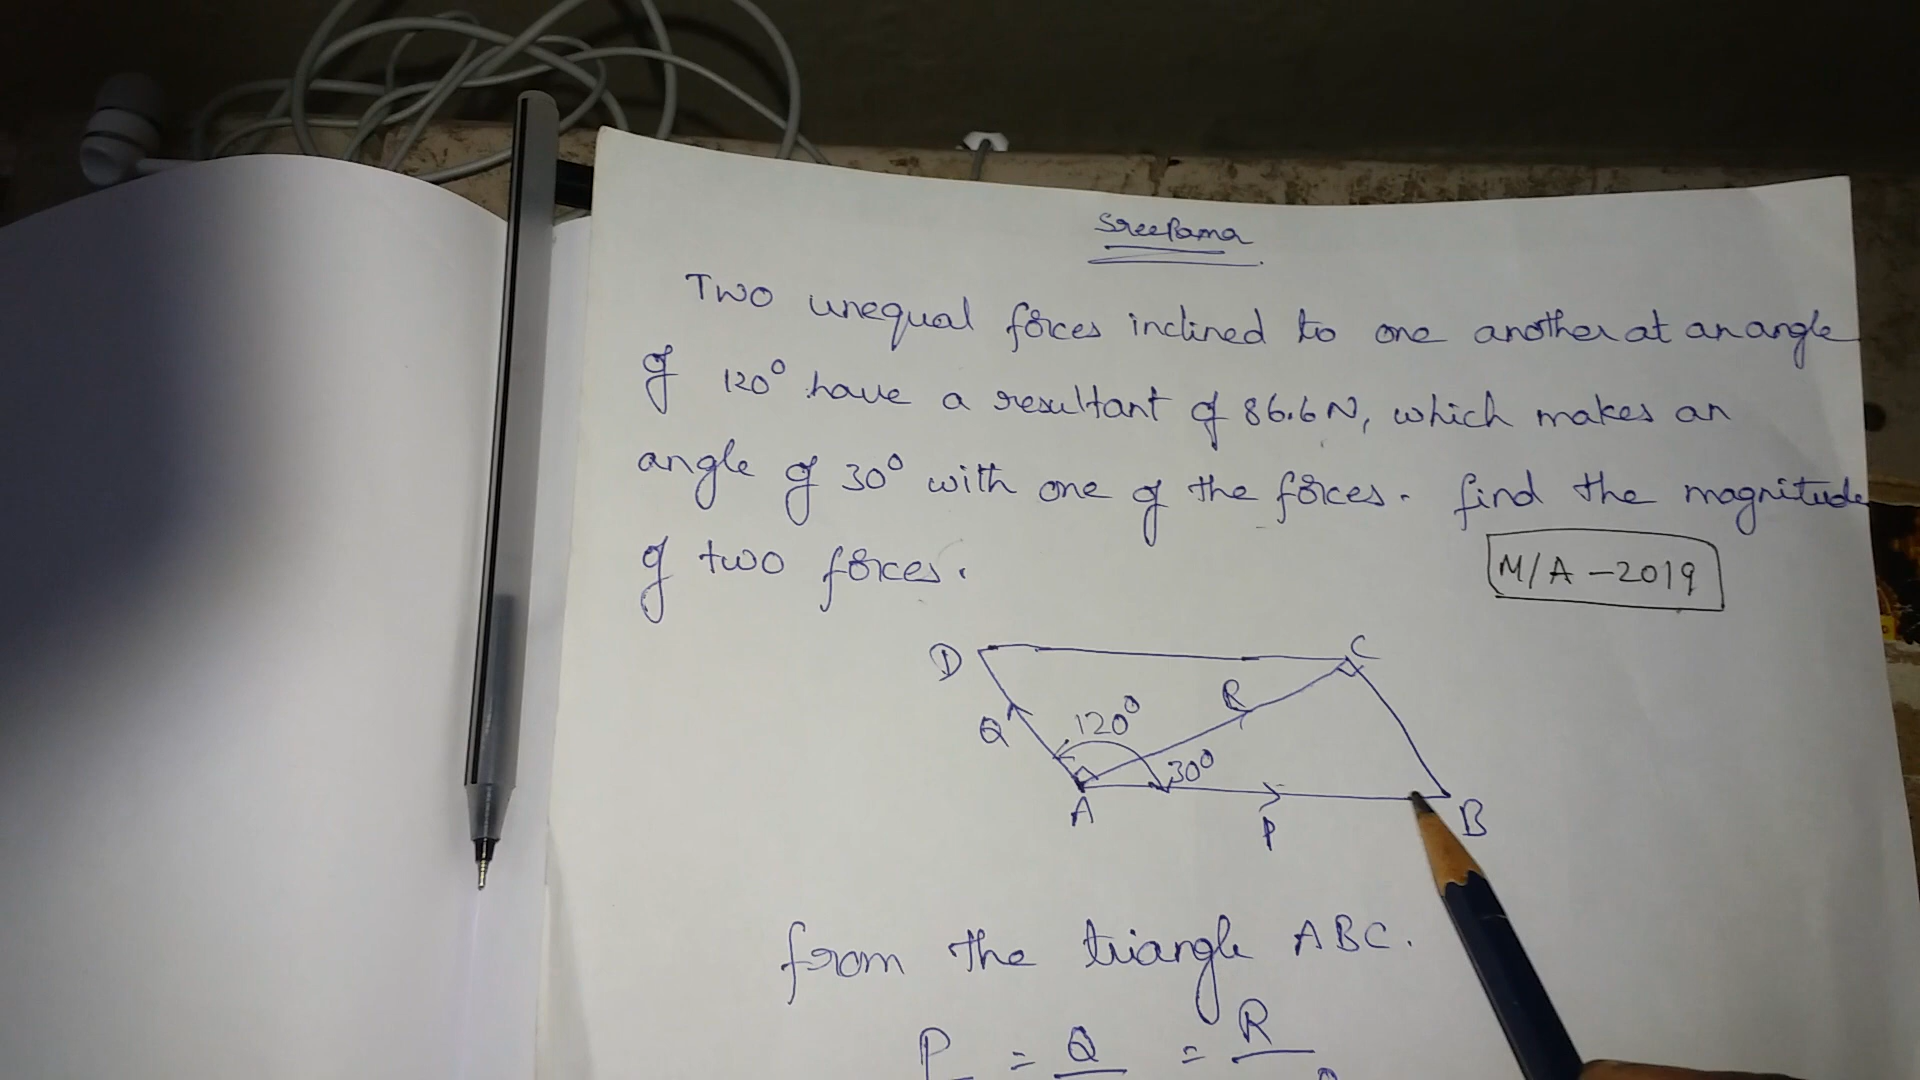 SreeRama
Two unequal forces inclined to one another at an angle
of 120° have a resultant of 86.6N, which makes an
angle of 30° with one of the forces. find the magnitude
of two forces.
M/A-2019
D
C
R
Q
120°
30°
A
P
B
from the triangle ABC.
P = Q = R